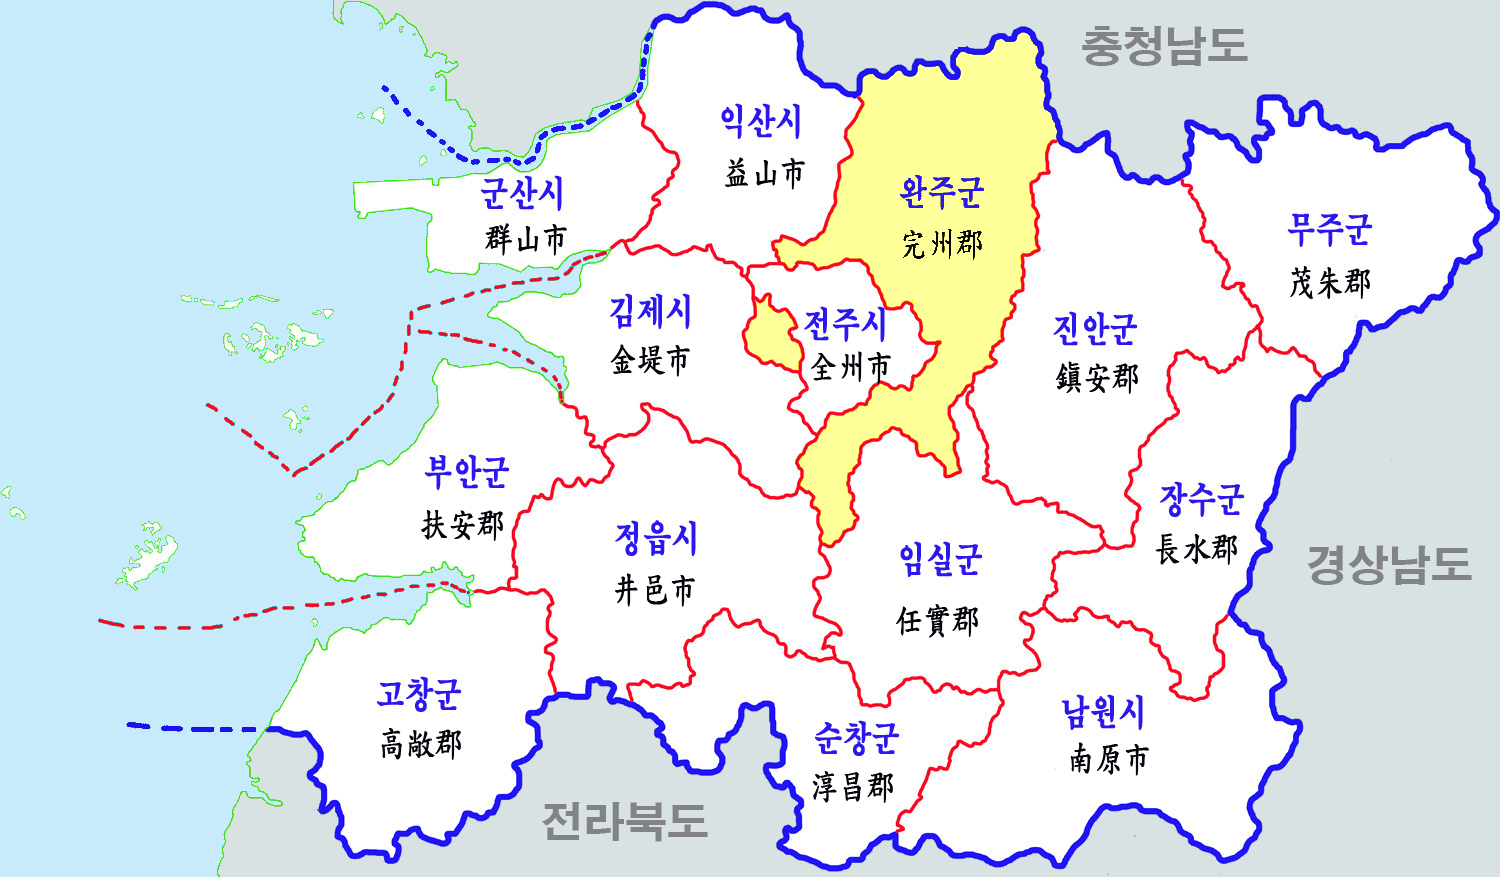 충청남도
익산시
益山市
군산시
群山市
완주군
完州郡
무주군
茂朱郡
김제시
金堤市
전주시
全州市
진안군
鎭安郡
부안군
扶安郡
정읍시
井邑市
장수군
長水郡
임실군
任實郡
경상남도
고창군
高敞郡
순창군
淳昌郡
남원시
南原市
전라북도